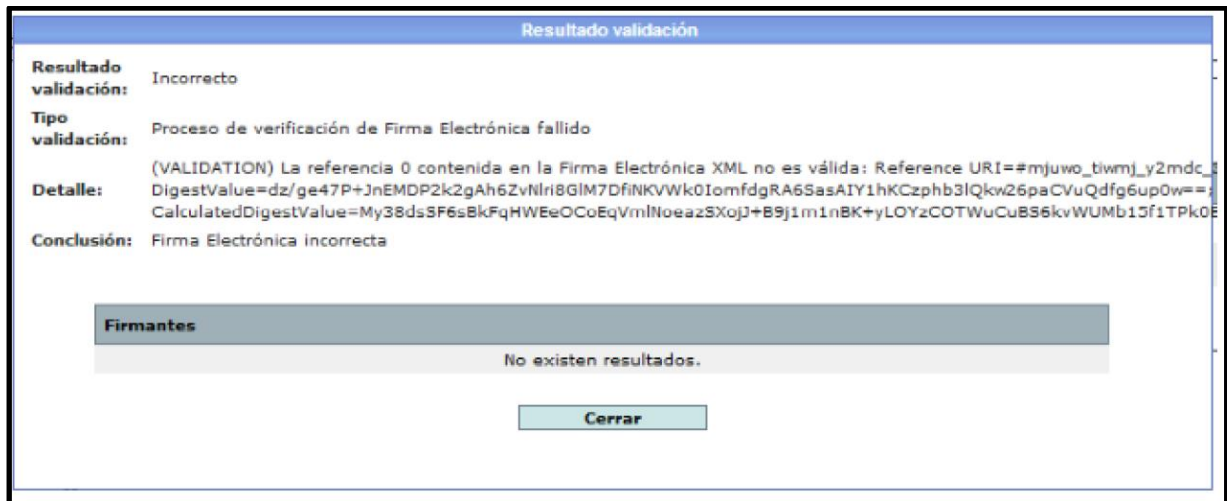 Resultado validación
Resultado validación: Incorrecto
Tipo validación: Proceso de verificación de Firma Electrónica fallido
(VALIDATION) La referencia 0 contenida en la Firma Electrónica XML no es válida: Reference URI=#mjuwo_tiwmj_y2mdc_
Detalle: DigestValue=dz/ge47P+JnEMDP2k2gAh6ZvNlri8GlM7DfiNKVWk0IomfdgRA6SasAIY1hKCzphb3lQkw26paCVuQdfg6up0w==;
CalculatedDigestValue=My38dsSF6sBkFqHWEeOCoEqVmlNoeazSXojJ+B9j1m1nBK+yLOYzCOTWuCuBS6kvWUMb15f1TPk0
Conclusión: Firma Electrónica incorrecta
Firmantes
No existen resultados.
Cerrar